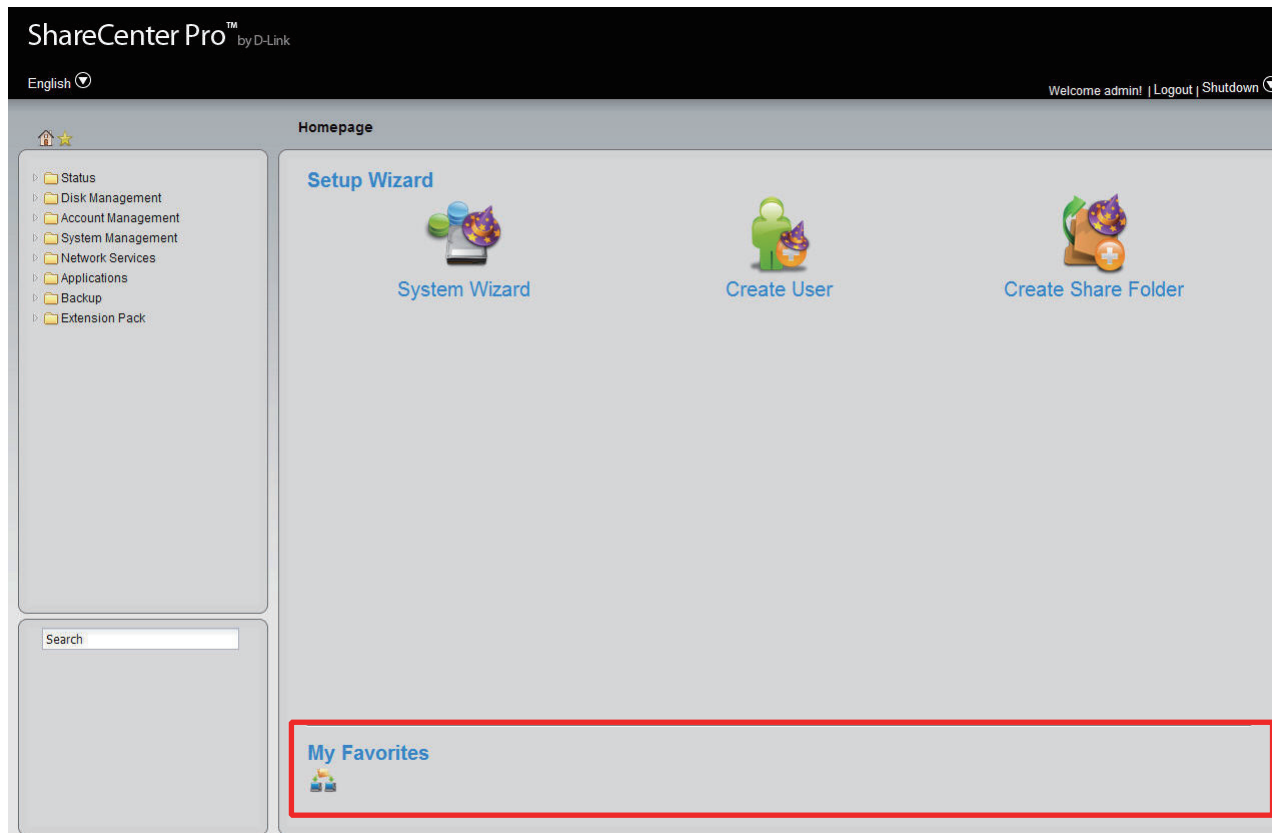 ShareCenter Pro™ by D-Link
English
Welcome admin! | Logout | Shutdown
Homepage
Status
Disk Management
Account Management
System Management
Network Services
Applications
Backup
Extension Pack
Search
Setup Wizard
System Wizard
Create User
Create Share Folder
My Favorites